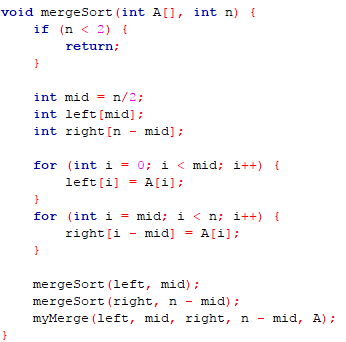 void mergeSort(int A[], int n) {
    if (n < 2) {
        return;
    }

    int mid = n/2;
    int left[mid];
    int right[n - mid];

    for (int i = 0; i < mid; i++) {
        left[i] = A[i];
    }
    for (int i = mid; i < n; i++) {
        right[i - mid] = A[i];
    }

    mergeSort(left, mid);
    mergeSort(right, n - mid);
    myMerge(left, mid, right, n - mid, A);
}